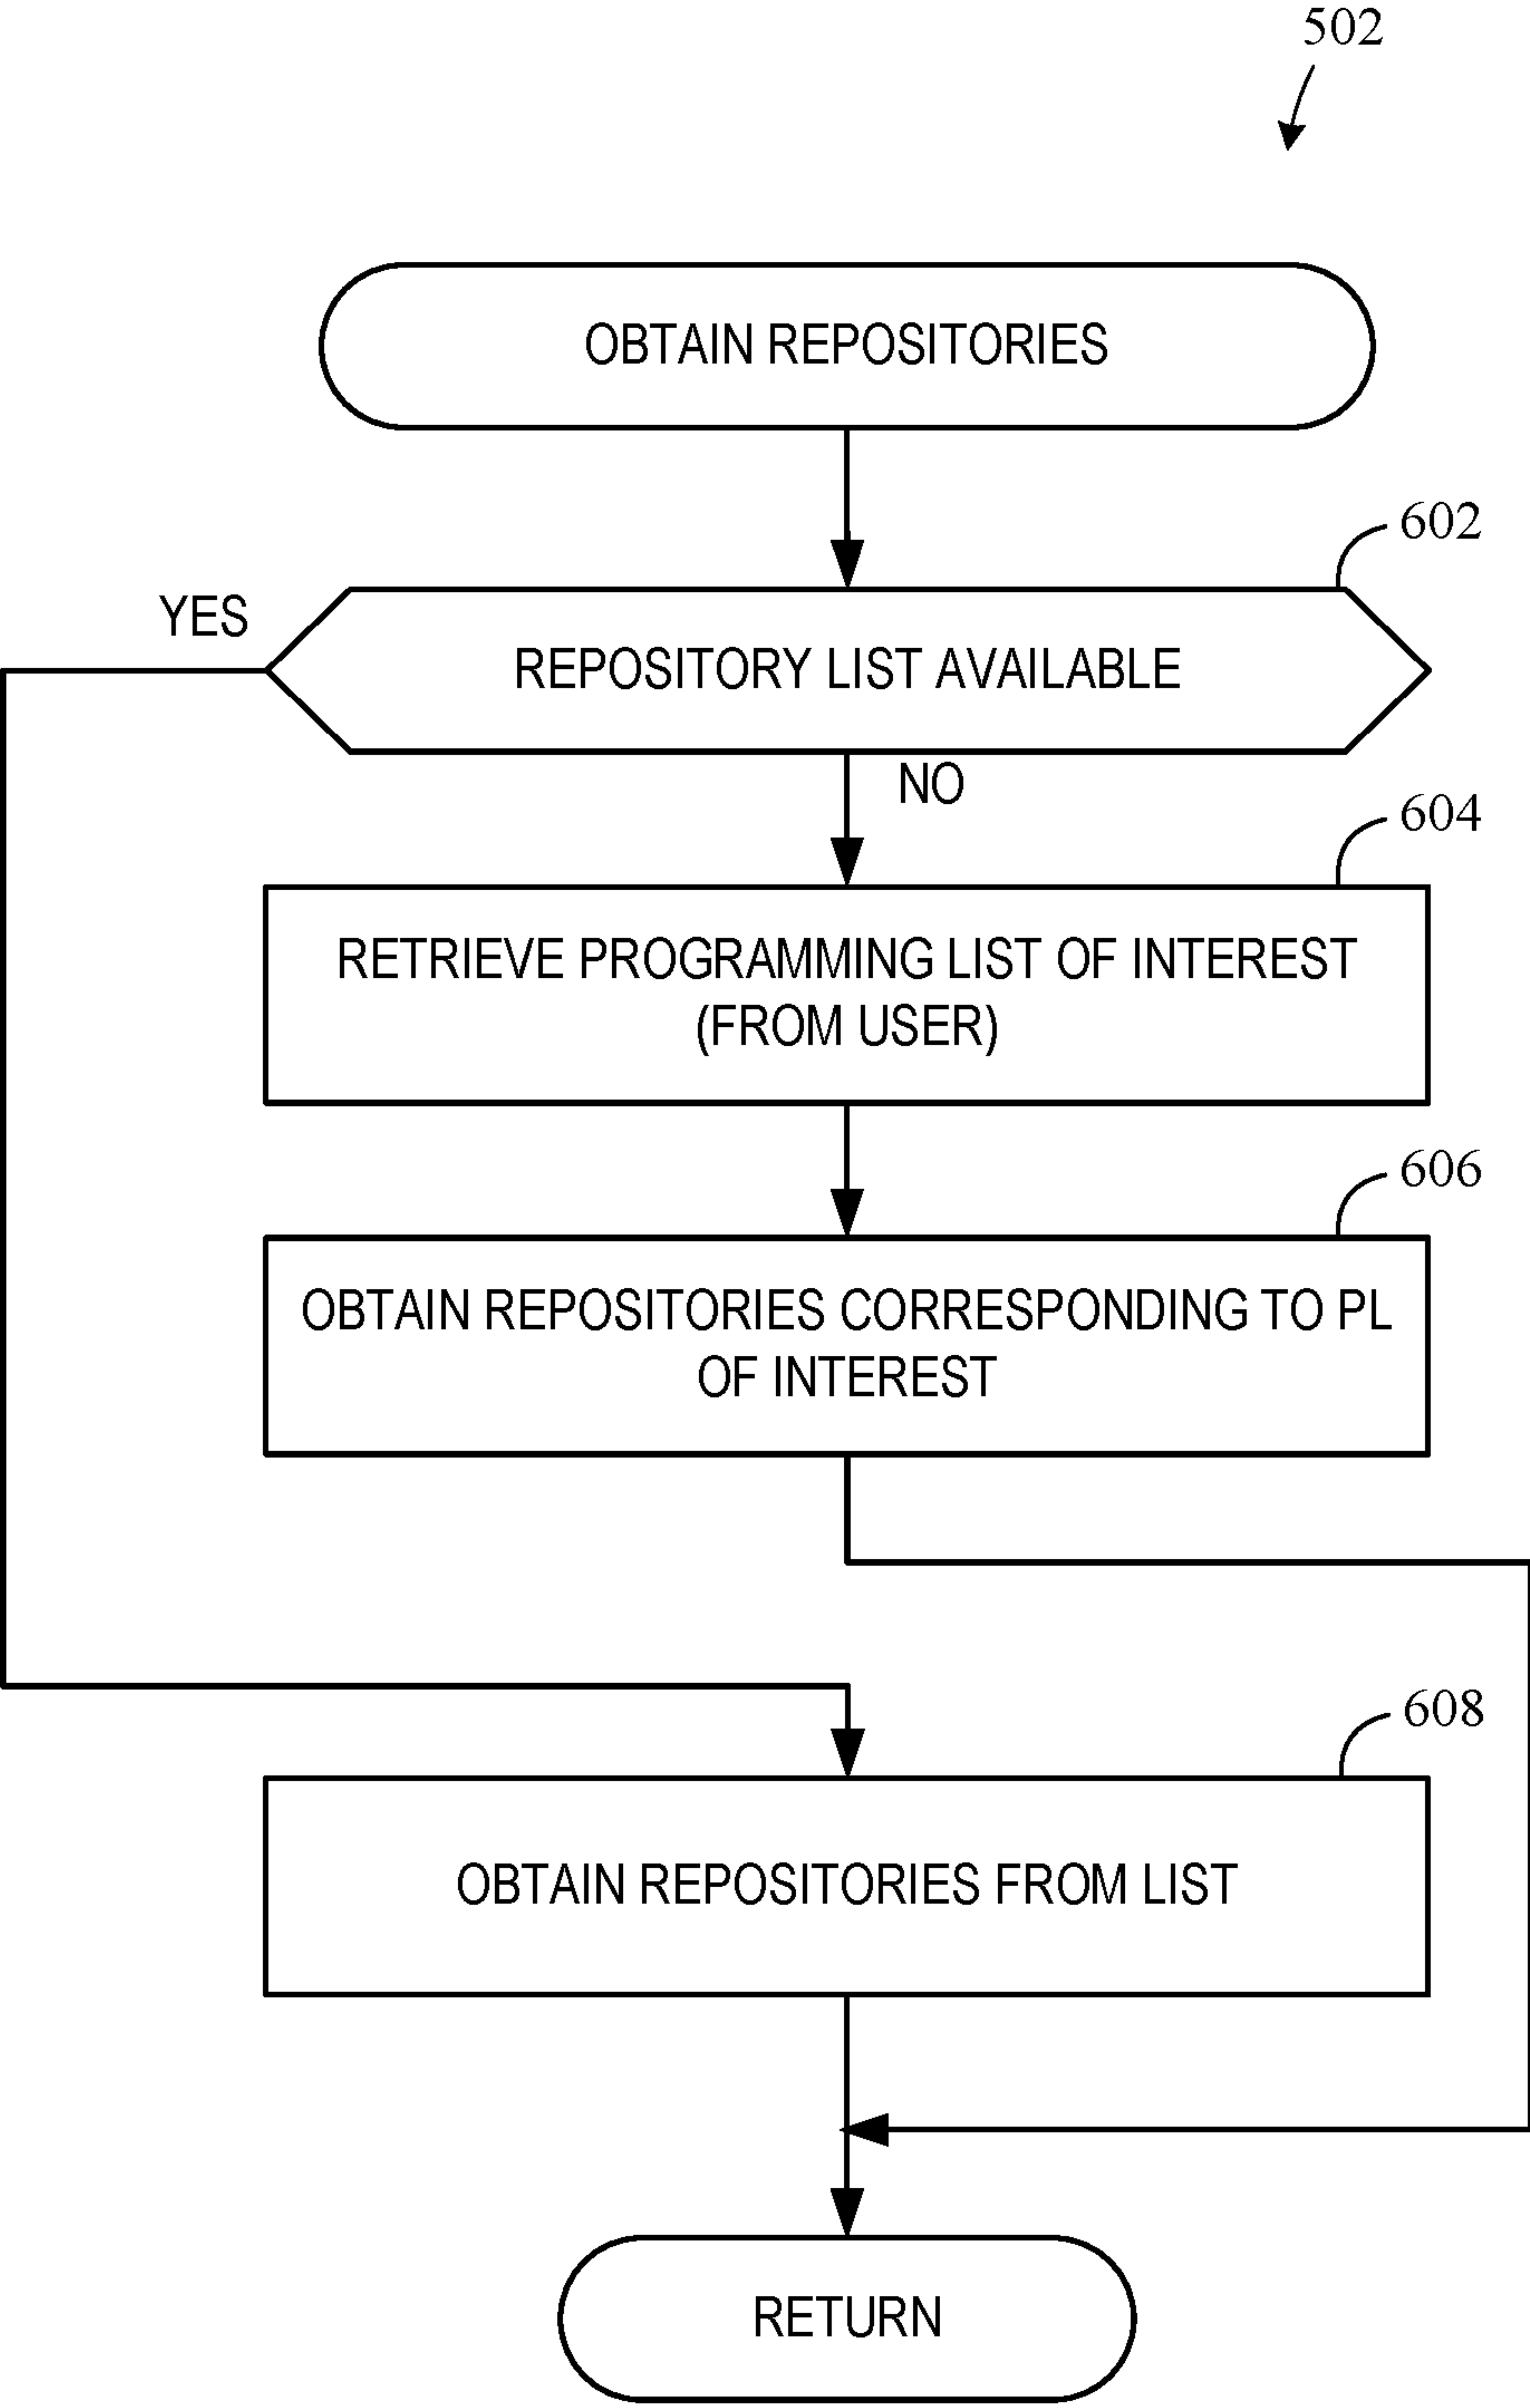 502
OBTAIN REPOSITORIES
602
YES
REPOSITORY LIST AVAILABLE
NO
604
RETRIEVE PROGRAMMING LIST OF INTEREST
(FROM USER)
606
OBTAIN REPOSITORIES CORRESPONDING TO PL
OF INTEREST
608
OBTAIN REPOSITORIES FROM LIST
RETURN